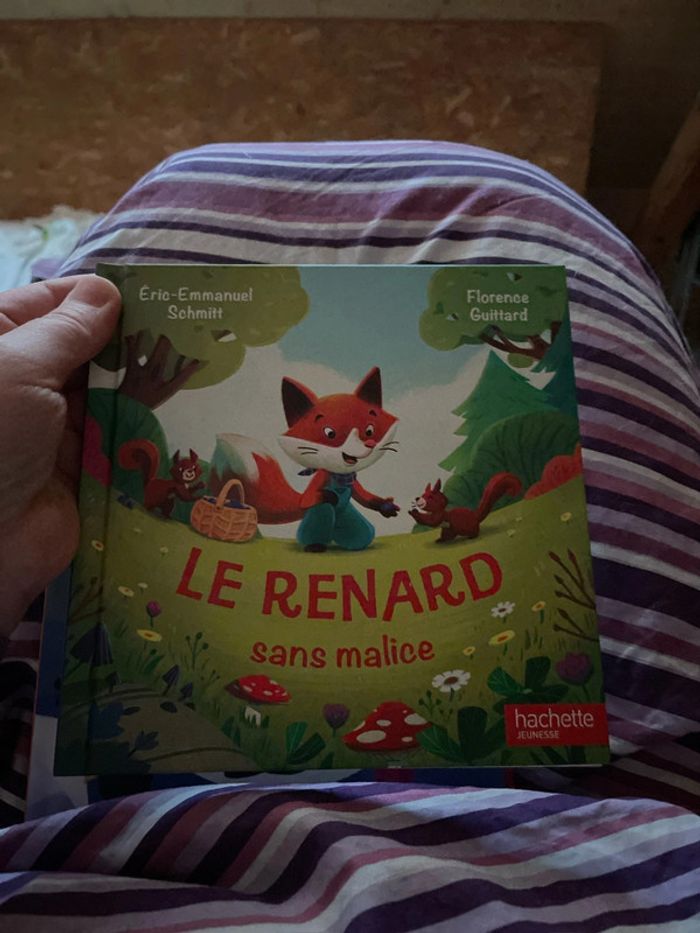 Éric-Emmanuel
Schmitt
Florence
Guittard
LE RENARD
sans malice
hachette
JEUNESSE